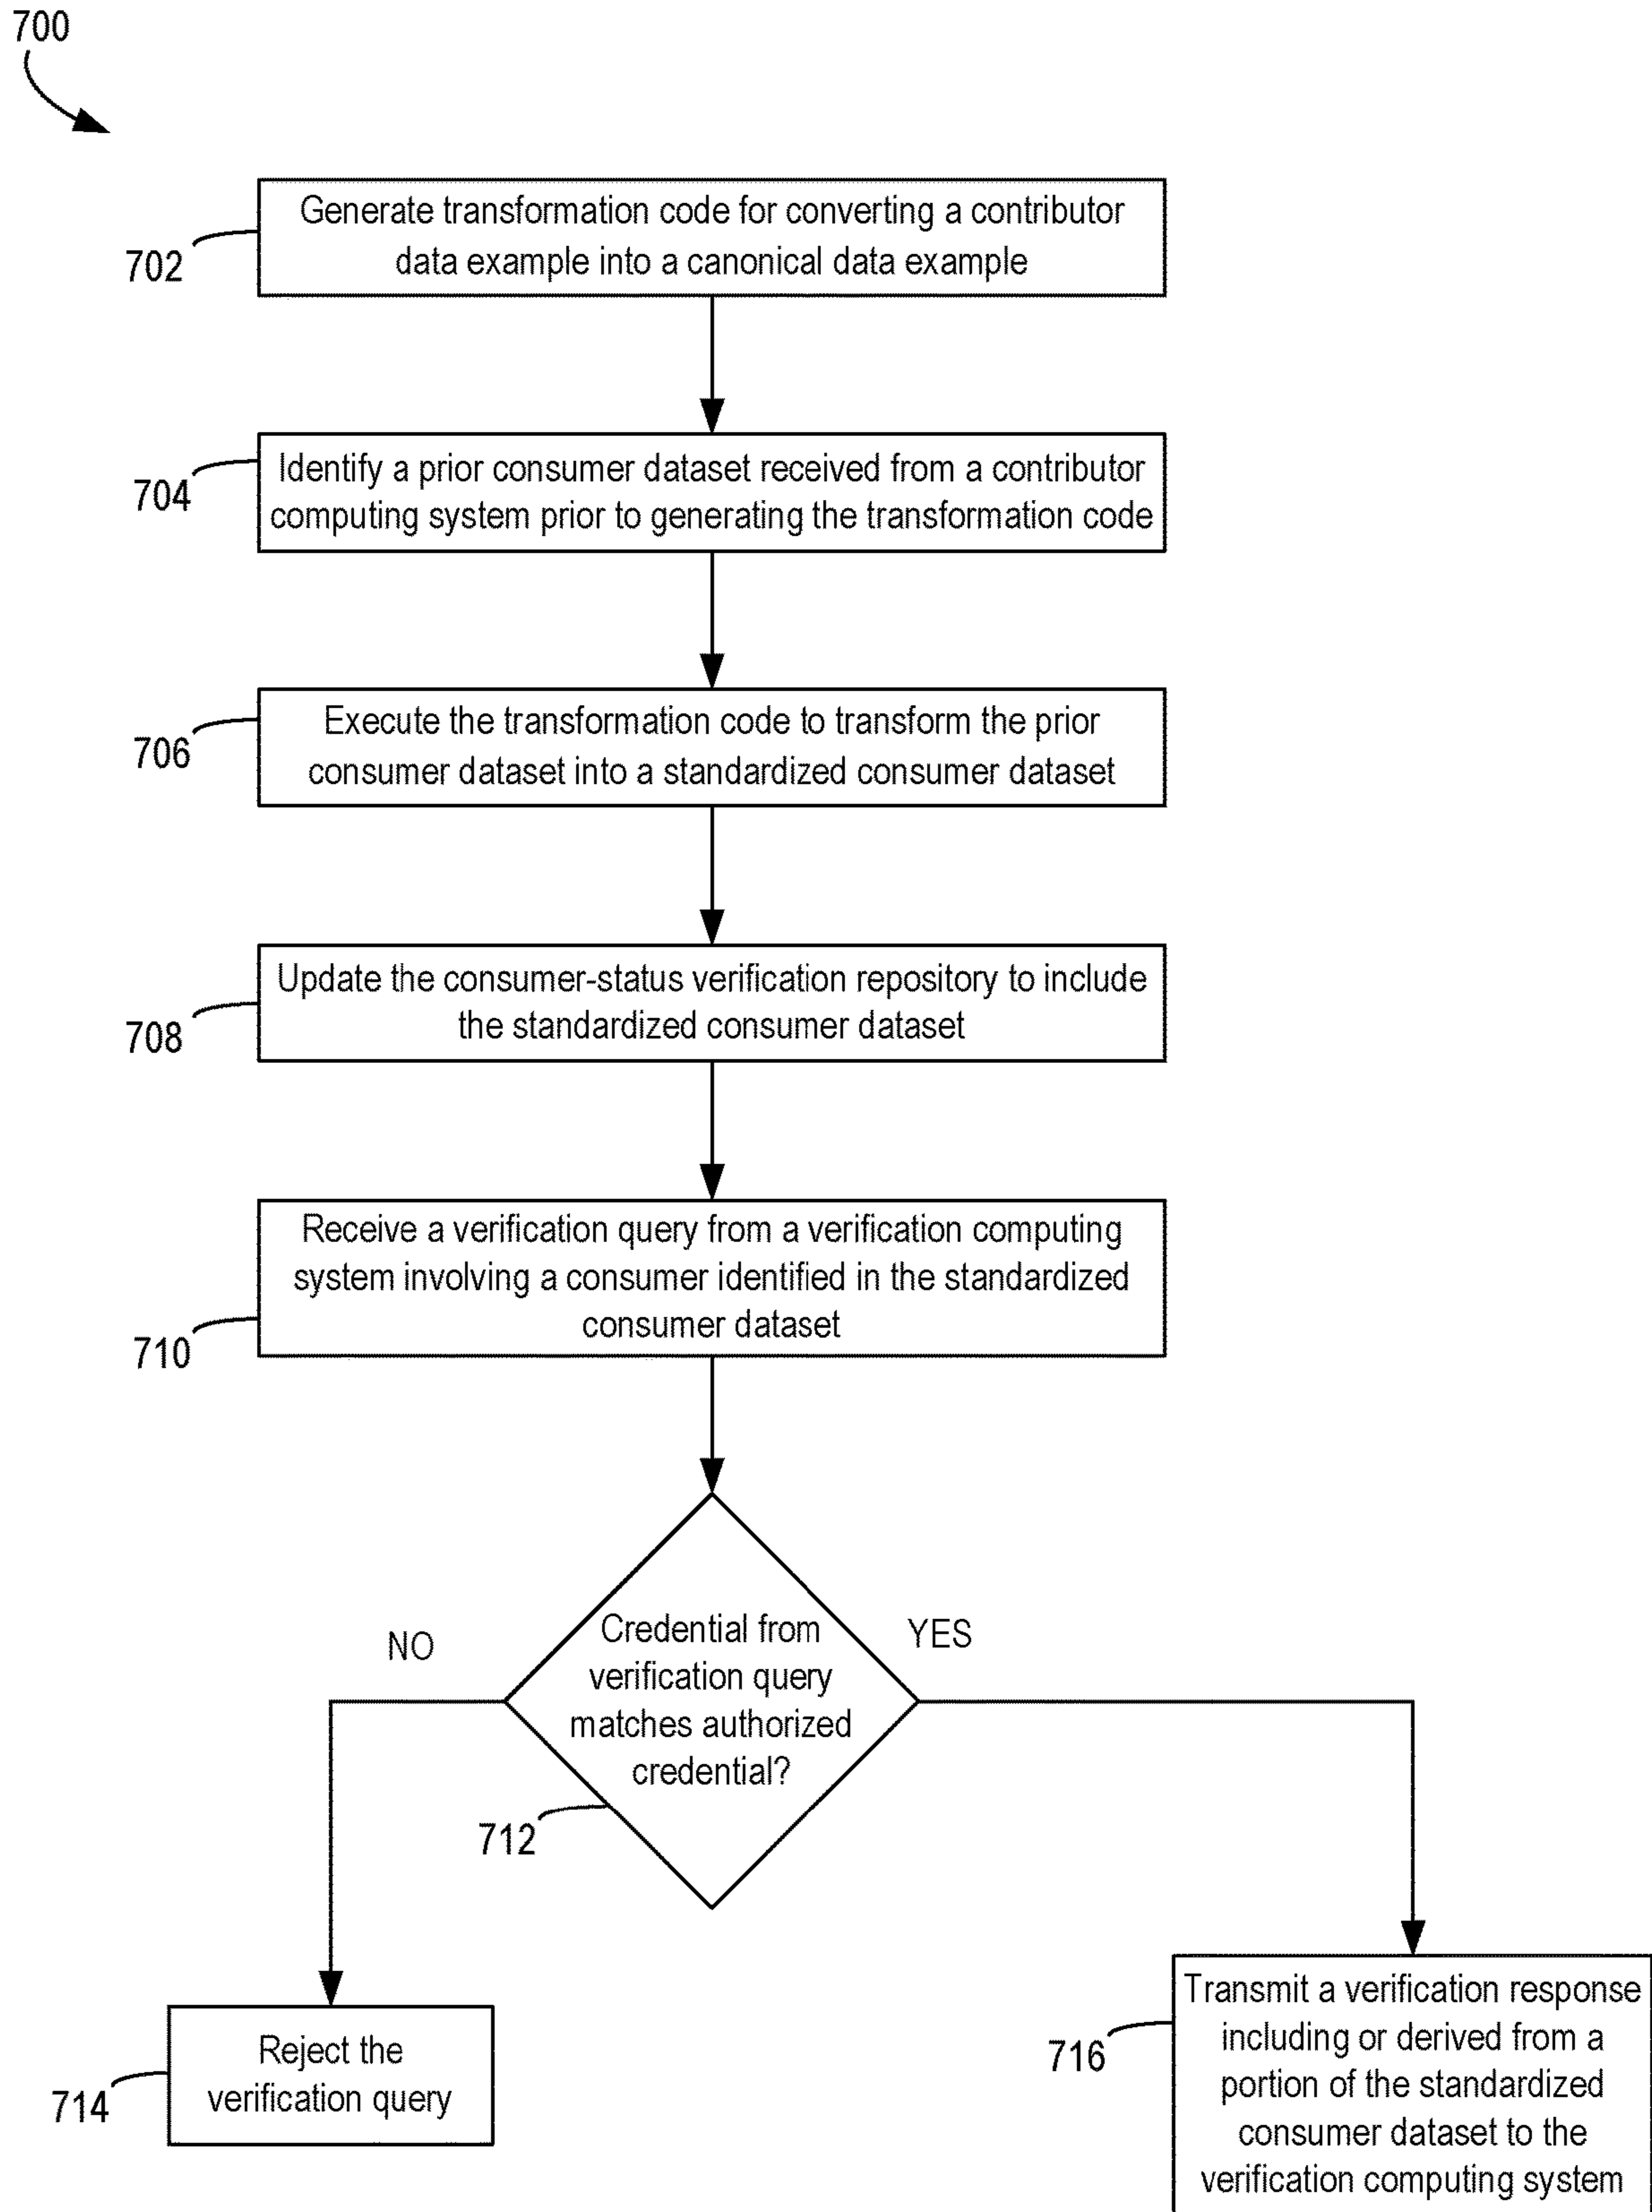 700
Generate transformation code for converting a contributor
data example into a canonical data example
702
Identify a prior consumer dataset received from a contributor
computing system prior to generating the transformation code
704
Execute the transformation code to transform the prior
consumer dataset into a standardized consumer dataset
706
Update the consumer-status verification repository to include
the standardized consumer dataset
708
Receive a verification query from a verification computing
system involving a consumer identified in the standardized
consumer dataset
710
NO
YES
Credential from
verification query
matches authorized
credential?
712
Reject the
verification query
714
Transmit a verification response
including or derived from a
portion of the standardized
consumer dataset to the
verification computing system
716